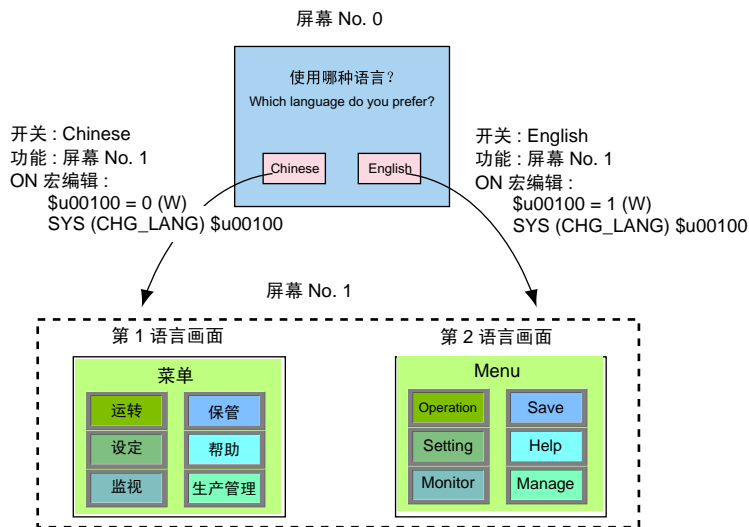 屏幕 No. 0
使用哪种语言？
Which language do you prefer?
Chinese
English
开关 : Chinese
功能 : 屏幕 No. 1
ON 宏编辑 :
$u00100 = 0 (W)
SYS (CHG_LANG) $u00100
开关 : English
功能 : 屏幕 No. 1
ON 宏编辑 :
$u00100 = 1 (W)
SYS (CHG_LANG) $u00100
屏幕 No. 1
第 1 语言画面
菜单
运转
保管
设定
帮助
监视
生产管理
第 2 语言画面
Menu
Operation
Save
Setting
Help
Monitor
Manage